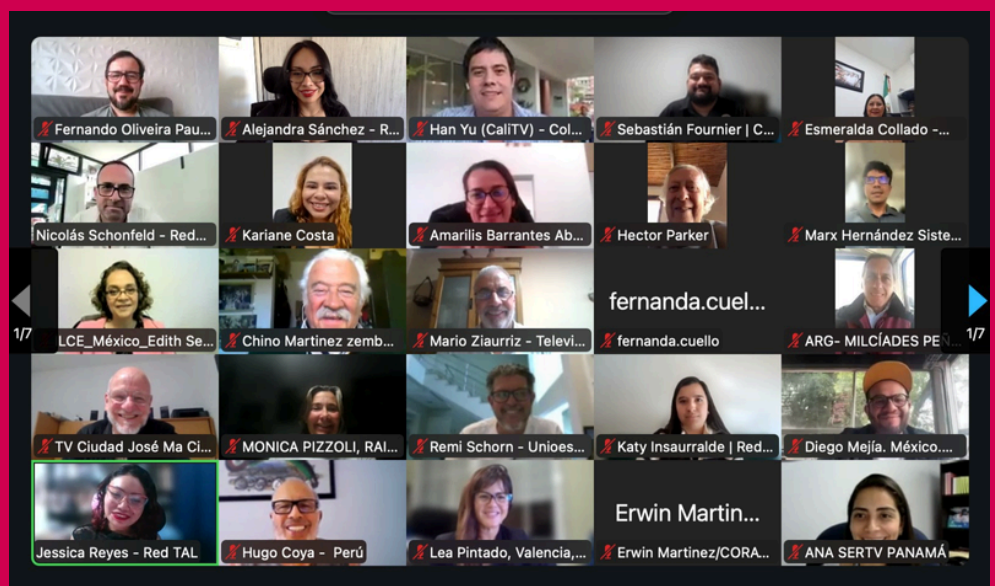 Fernando Oliveira Pau...
Alejandra Sánchez - R...
Han Yu (CaliTV) - Col...
Sebastián Fournier | C...
Esmeralda Collado -...
Nicolás Schonfeld - Red...
Kariane Costa
Amarilis Barrantes Ab...
Hector Parker
Marx Hernández Siste...
LCE_México_Edith Se...
Chino Martinez zemb...
Mario Ziaurriz - Televi...
fernanda.cuel...
fernanda.cuello
ARG- MILCÍADES PEÑ...
1/7
1/7
TV Ciudad José Ma Ci...
MONICA PIZZOLI, RAI...
Remi Schorn - Unioes...
Katy Insaurralde | Red...
Diego Mejía. México....
Jessica Reyes - Red TAL
Hugo Coya - Perú
Lea Pintado, Valencia,...
Erwin Martin...
Erwin Martinez/CORA...
ANA SERTV PANAMÁ